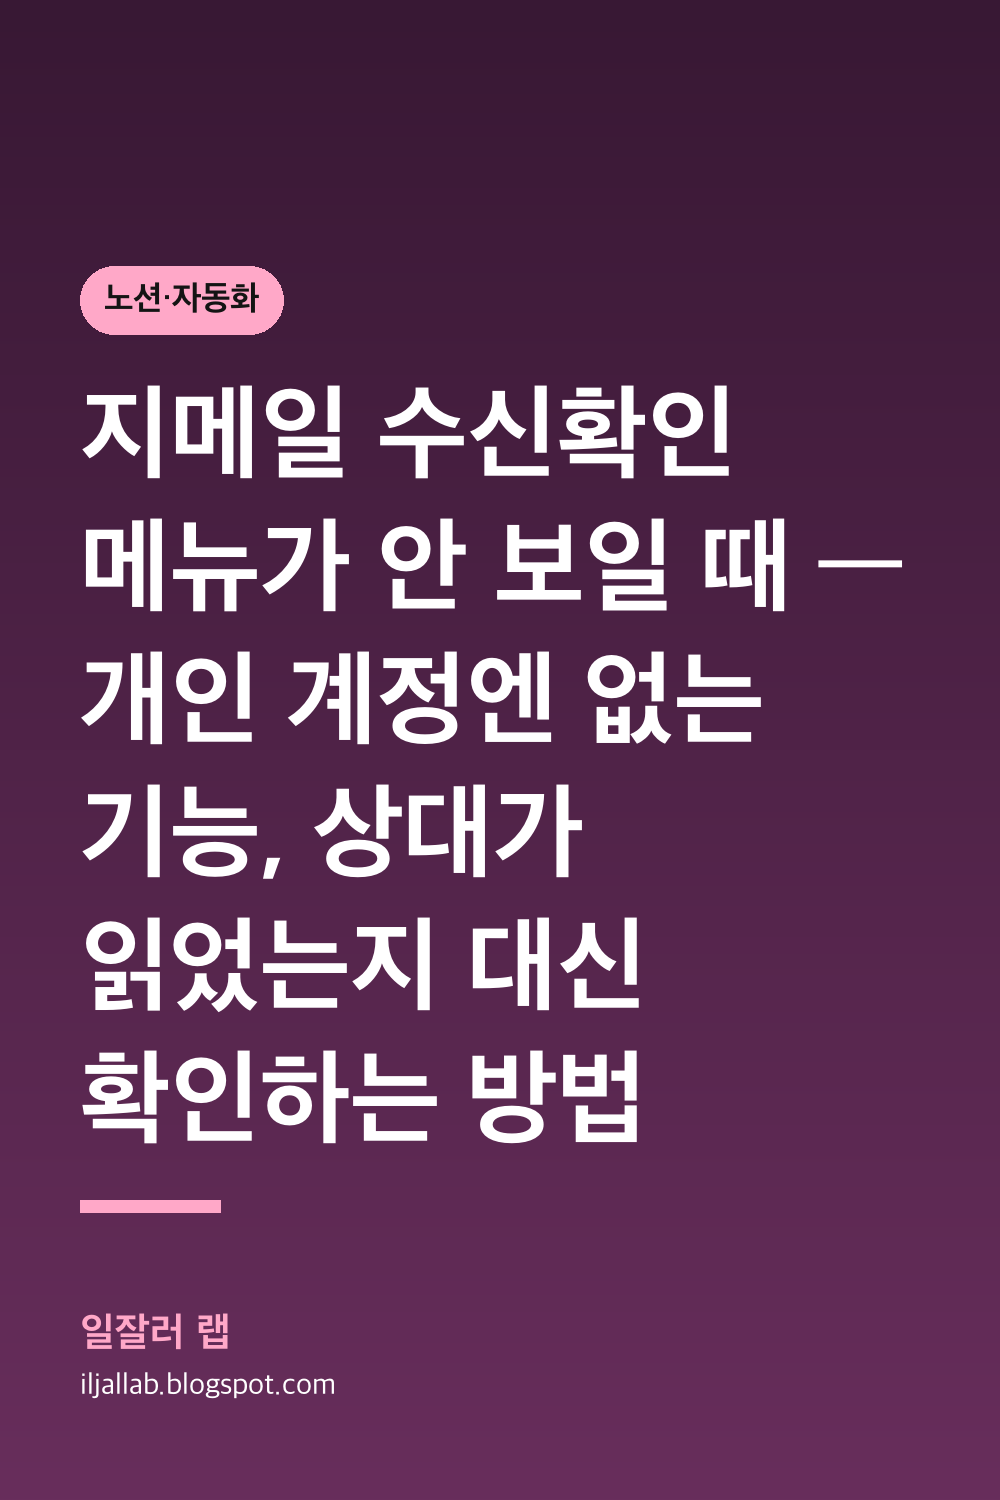 노션·자동화
지메일 수신확인
메뉴가 안 보일 때 —
개인 계정엔 없는
기능, 상대가
읽었는지 대신
확인하는 방법
일잘러 랩
iljallab.blogspot.com